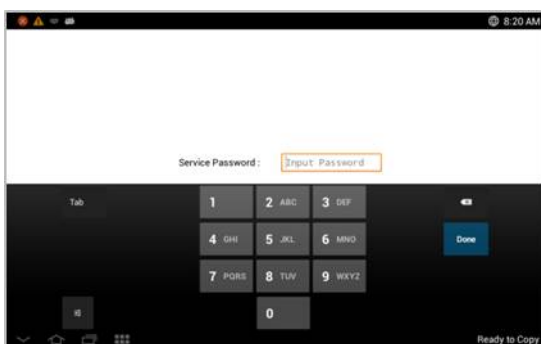 8:20 AM
Service Password : Input Password
Tab 1 2 ABC 3 DEF
4 GHI 5 JKL 6 MNO Done
7 PQRS 8 TUV 9 WXYZ
0
Ready to Copy